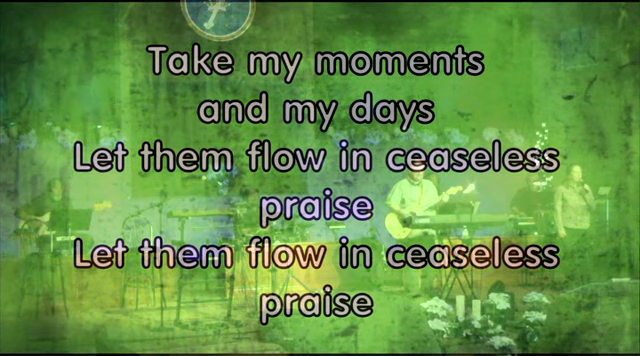 Take my moments
and my days
Let them flow in ceaseless
praise
Let them flow in ceaseless
praise